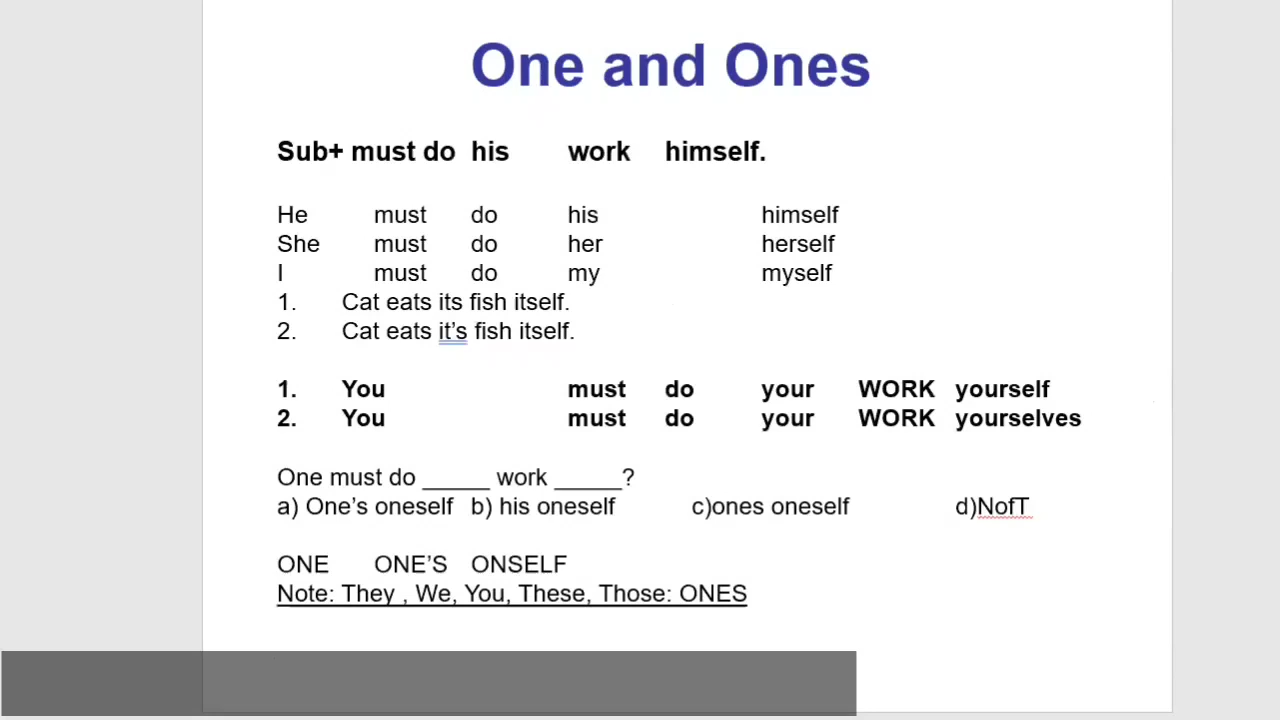 One and Ones
Sub+ must do his work himself.
He must do his himself
She must do her herself
I must do my myself
1. Cat eats its fish itself.
2. Cat eats it’s fish itself.
1. You must do your WORK yourself
2. You must do your WORK yourselves
One must do _____ work _____?
a) One’s oneself b) his oneself c)ones oneself d)NofT
ONE ONE’S ONSELF
Note: They , We, You, These, Those: ONES